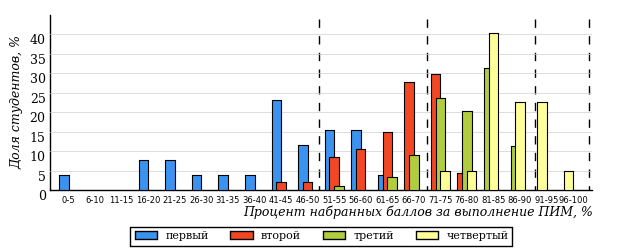 Доля студентов, %
40
35
30
25
20
15
10
5
0
0-5 6-10 11-15 16-20 21-25 26-30 31-35 36-40 41-45 46-50 51-55 56-60 61-65 66-70 71-75 76-80 81-85 86-90 91-95 96-100
Процент набранных баллов за выполнение ПИМ, %
первый второй третий четвертый